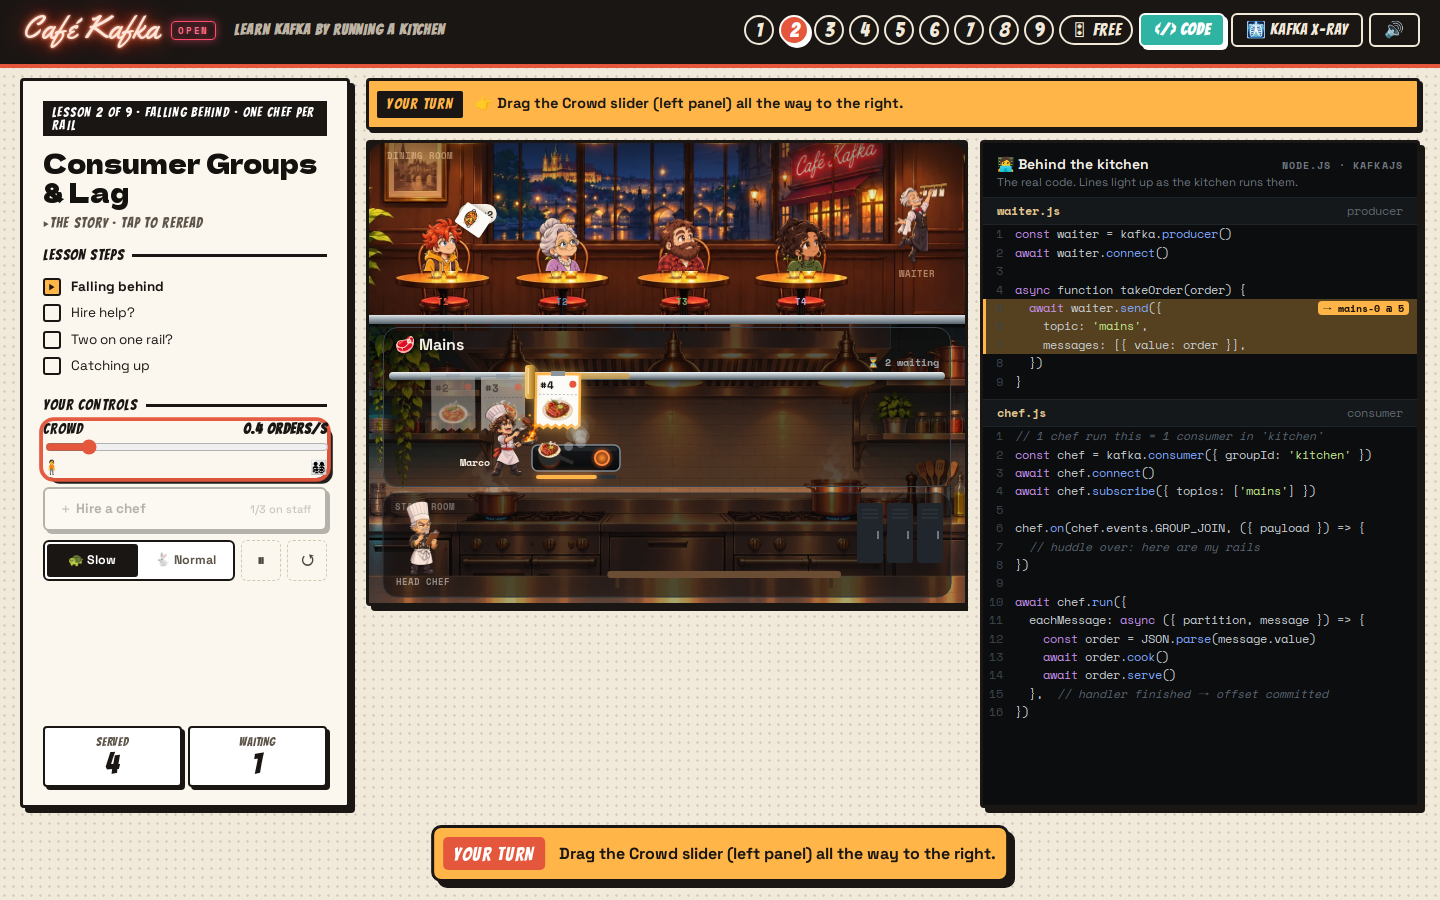 Café Kafka
OPEN
LEARN KAFKA BY RUNNING A KITCHEN
1 2 3 4 5 6 7 8 9
FREE
</> CODE
KAFKA X-RAY
LESSON 2 OF 9 · FALLING BEHIND · ONE CHEF PER
RAIL
Consumer Groups
& Lag
▸THE STORY · TAP TO REREAD
LESSON STEPS
Falling behind
Hire help?
Two on one rail?
Catching up
YOUR CONTROLS
CROWD 0.4 ORDERS/S
+ Hire a chef 1/3 on staff
Slow
Normal
SERVED
4
WAITING
1
YOUR TURN
Drag the Crowd slider (left panel) all the way to the right.
DINING ROOM
Café Kafka
WAITER
T1
T2
T3
T4
Mains
2 waiting
#2
#3
#4
Marco
HEAD CHEF
Behind the kitchen
NODE.JS · KAFKAJS
The real code. Lines light up as the kitchen runs them.
waiter.js producer
1 const waiter = kafka.producer()
2 await waiter.connect()
3
4 async function takeOrder(order) {
await waiter.send({ → mains-0 @ 5
topic: 'mains',
messages: [{ value: order }],
8 })
9 }
chef.js consumer
1 // 1 chef run this = 1 consumer in 'kitchen'
2 const chef = kafka.consumer({ groupId: 'kitchen' })
3 await chef.connect()
4 await chef.subscribe({ topics: ['mains'] })
5
6 chef.on(chef.events.GROUP_JOIN, ({ payload }) => {
7 // huddle over: here are my rails
8 })
9
10 await chef.run({
11 eachMessage: async ({ partition, message }) => {
12 const order = JSON.parse(message.value)
13 await order.cook()
14 await order.serve()
15 }, // handler finished → offset committed
16 })
YOUR TURN
Drag the Crowd slider (left panel) all the way to the right.